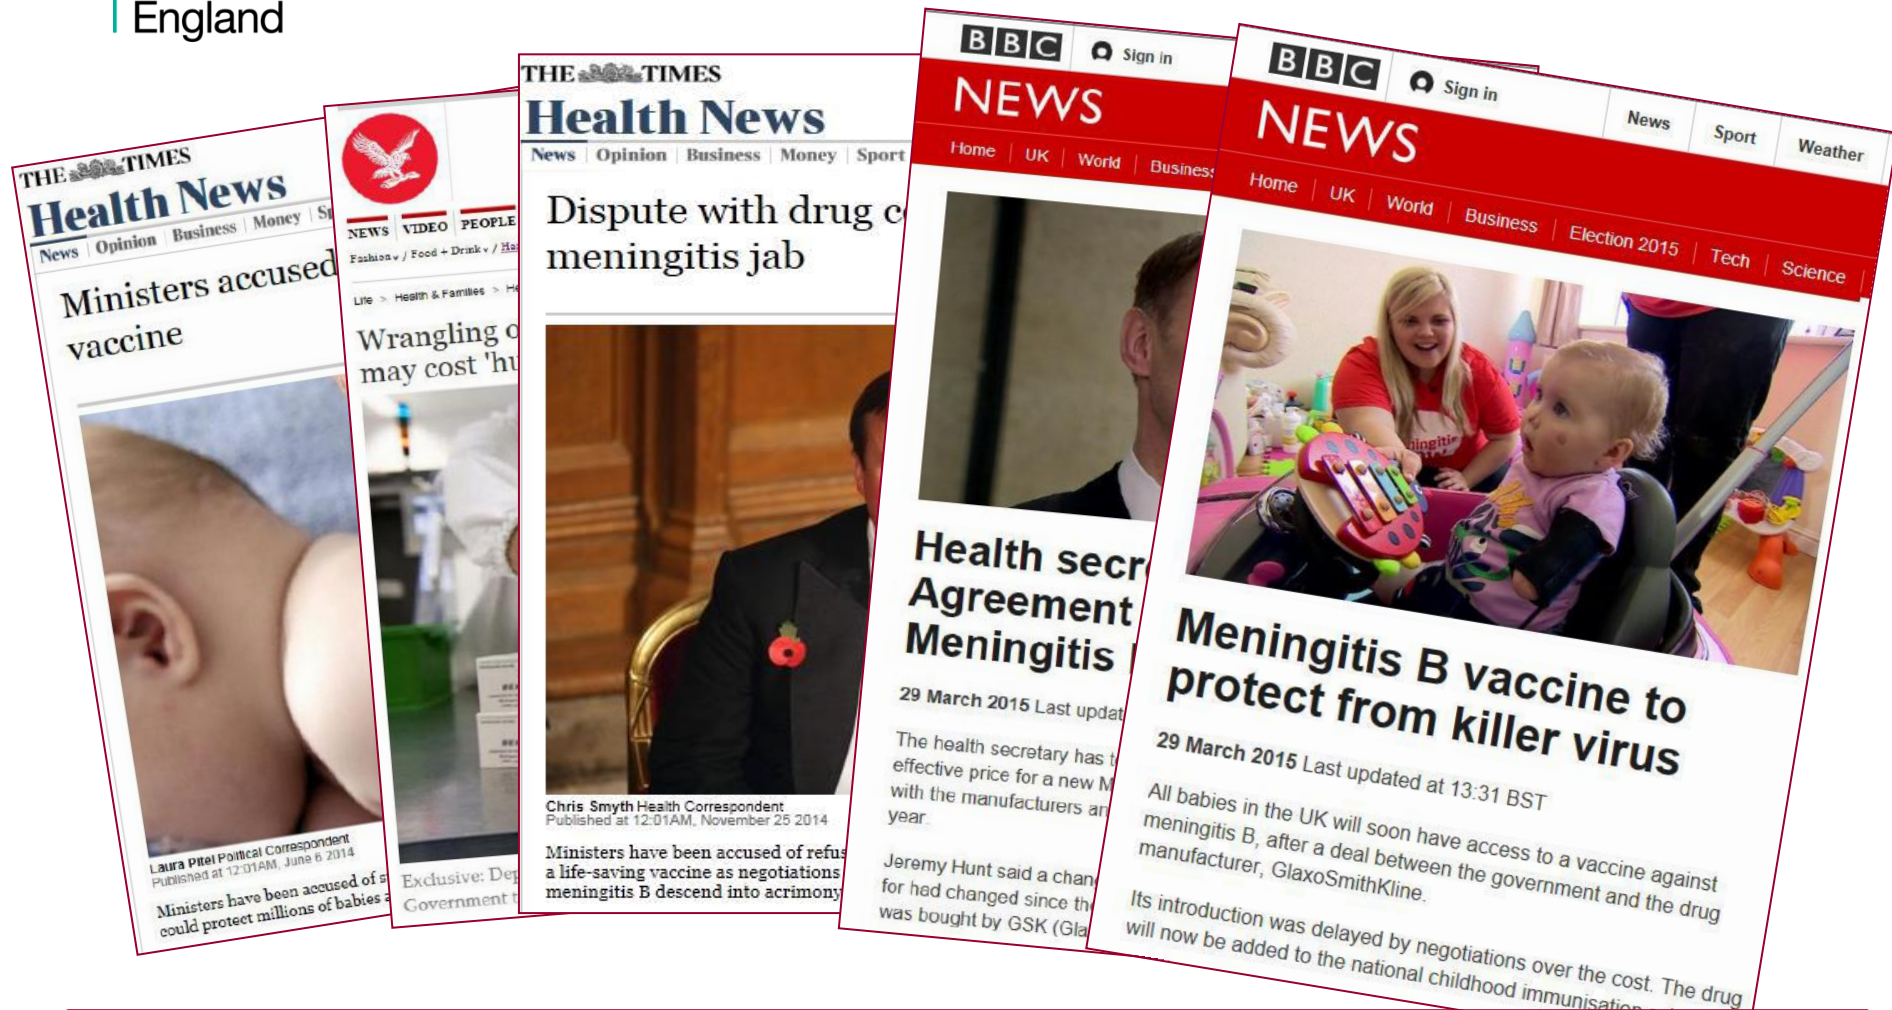 England
THE TIMES
Health News
News Opinion Business Money
Ministers accused
vaccine
Laura Pitel Political Correspondent
Published at 12:01AM, June 6 2014
Ministers have been accused of
could protect millions of babies
NEWS VIDEO PEOPLE
Fashion / Food + Drink /
Life > Health & Families >
Wrangling
may cost
Exclusive:
Government
THE TIMES
Health News
News Opinion Business Money Sport
Dispute with drug
meningitis jab
Chris Smyth Health Correspondent
Published at 12:01AM, November 25 2014
Ministers have been accused of
a life-saving vaccine as negotiations
meningitis B descend into acrimony
BBC Sign in
NEWS
Home UK World Business
Health
Agreement
Meningitis
29 March 2015 Last
The health secretary has
effective price for a new
with the manufacturers
year.
Jeremy Hunt said a
for had changed since
was bought by GSK
BBC Sign in News Sport Weather
NEWS
Home UK World Business Election 2015 Tech Science
Meningitis B vaccine to
protect from killer virus
29 March 2015 Last updated at 13:31 BST
All babies in the UK will soon have access to a vaccine against
meningitis B, after a deal between the government and the drug
manufacturer, GlaxoSmithKline.
Its introduction was delayed by negotiations over the cost. The drug
will now be added to the national childhood immunisation